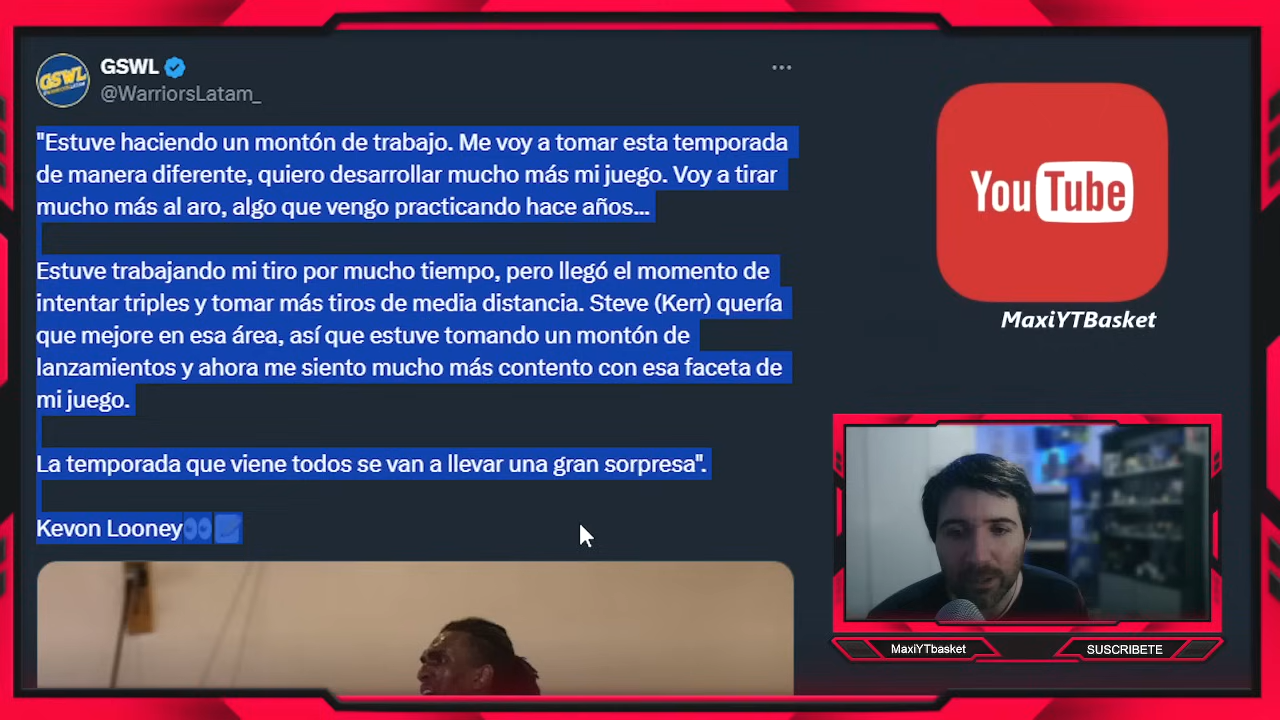 GSWL
@WarriorsLatam_
"Estuve haciendo un montón de trabajo. Me voy a tomar esta temporada
de manera diferente, quiero desarrollar mucho más mi juego. Voy a tirar
mucho más al aro, algo que vengo practicando hace años...
Estuve trabajando mi tiro por mucho tiempo, pero llegó el momento de
intentar triples y tomar más tiros de media distancia. Steve (Kerr) quería
que mejore en esa área, así que estuve tomando un montón de
lanzamientos y ahora me siento mucho más contento con esa faceta de
mi juego.
La temporada que viene todos se van a llevar una gran sorpresa".
Kevon Looney
GSWL
YouTube
MaxiYTBasket
MaxiYTbasket
SUSCRIBETE